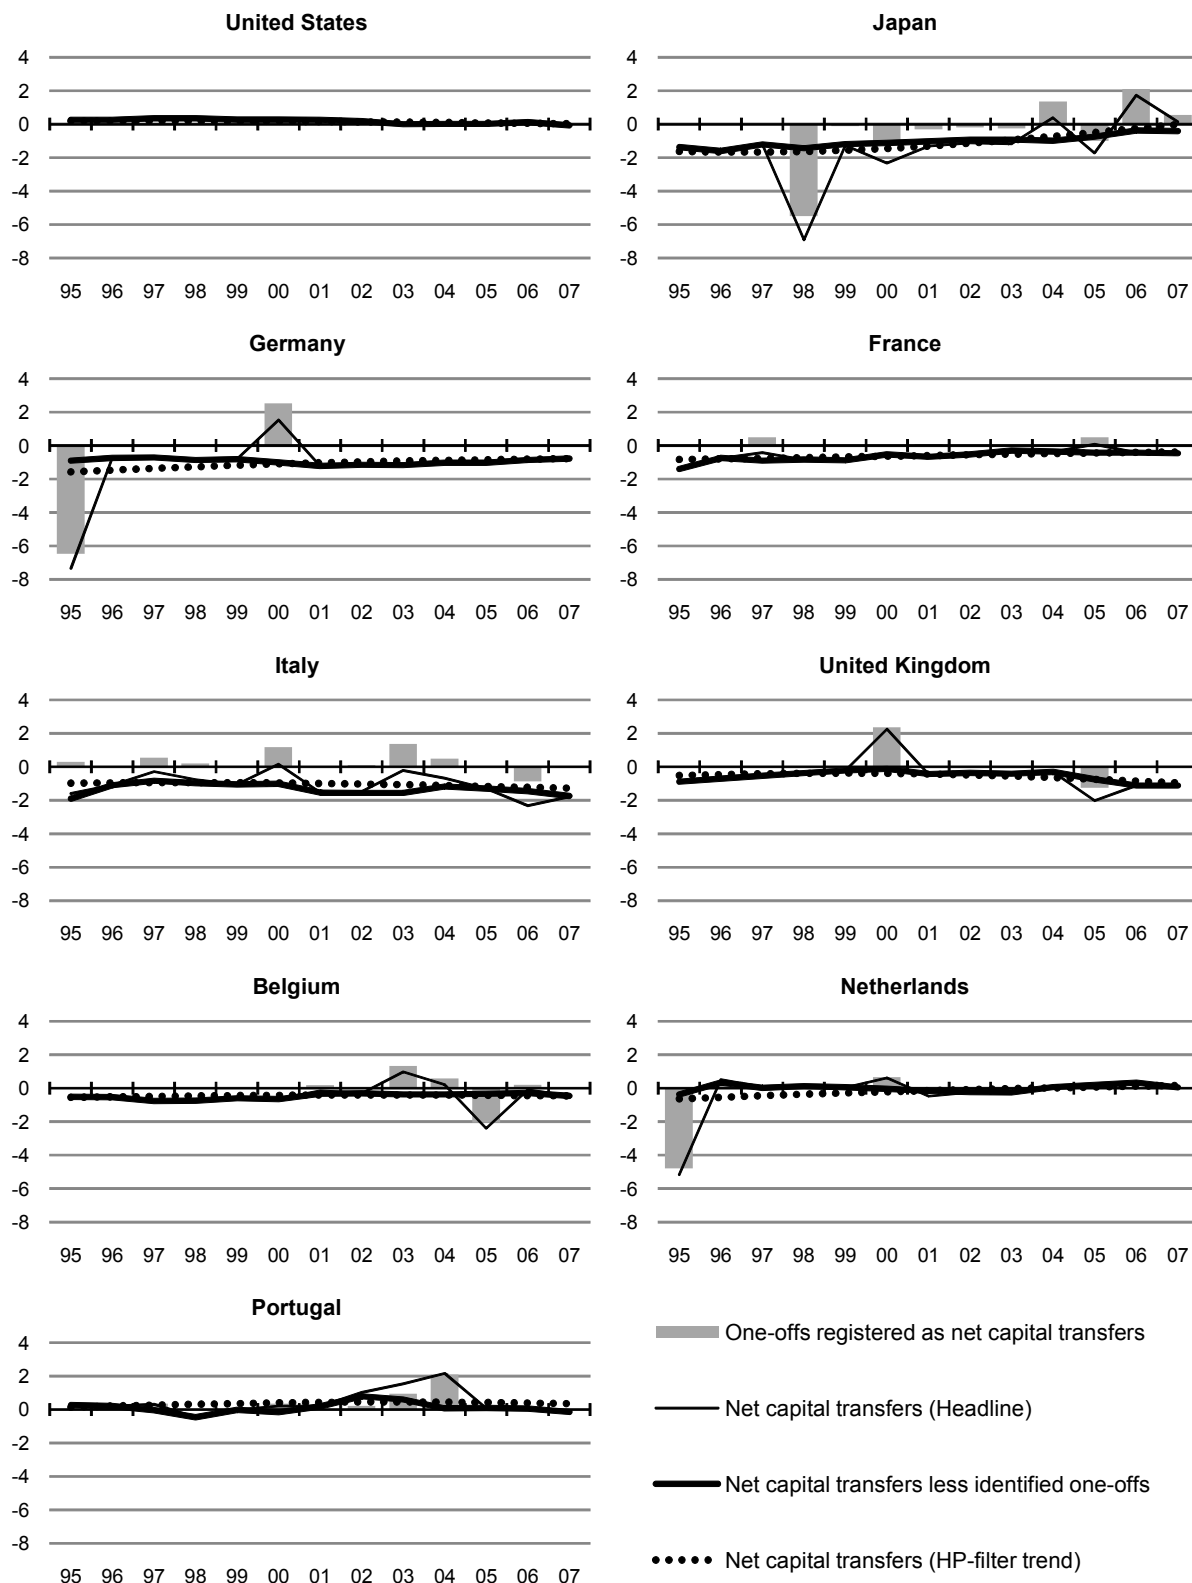 United States
4
2
0
-2
-4
-6
-8
95 96 97 98 99 00 01 02 03 04 05 06 07
Japan
4
2
0
-2
-4
-6
-8
95 96 97 98 99 00 01 02 03 04 05 06 07
Germany
4
2
0
-2
-4
-6
-8
95 96 97 98 99 00 01 02 03 04 05 06 07
France
4
2
0
-2
-4
-6
-8
95 96 97 98 99 00 01 02 03 04 05 06 07
Italy
4
2
0
-2
-4
-6
-8
95 96 97 98 99 00 01 02 03 04 05 06 07
United Kingdom
4
2
0
-2
-4
-6
-8
95 96 97 98 99 00 01 02 03 04 05 06 07
Belgium
4
2
0
-2
-4
-6
-8
95 96 97 98 99 00 01 02 03 04 05 06 07
Netherlands
4
2
0
-2
-4
-6
-8
95 96 97 98 99 00 01 02 03 04 05 06 07
Portugal
4
2
0
-2
-4
-6
-8
95 96 97 98 99 00 01 02 03 04 05 06 07
One-offs registered as net capital transfers
Net capital transfers (Headline)
Net capital transfers less identified one-offs
Net capital transfers (HP-filter trend)